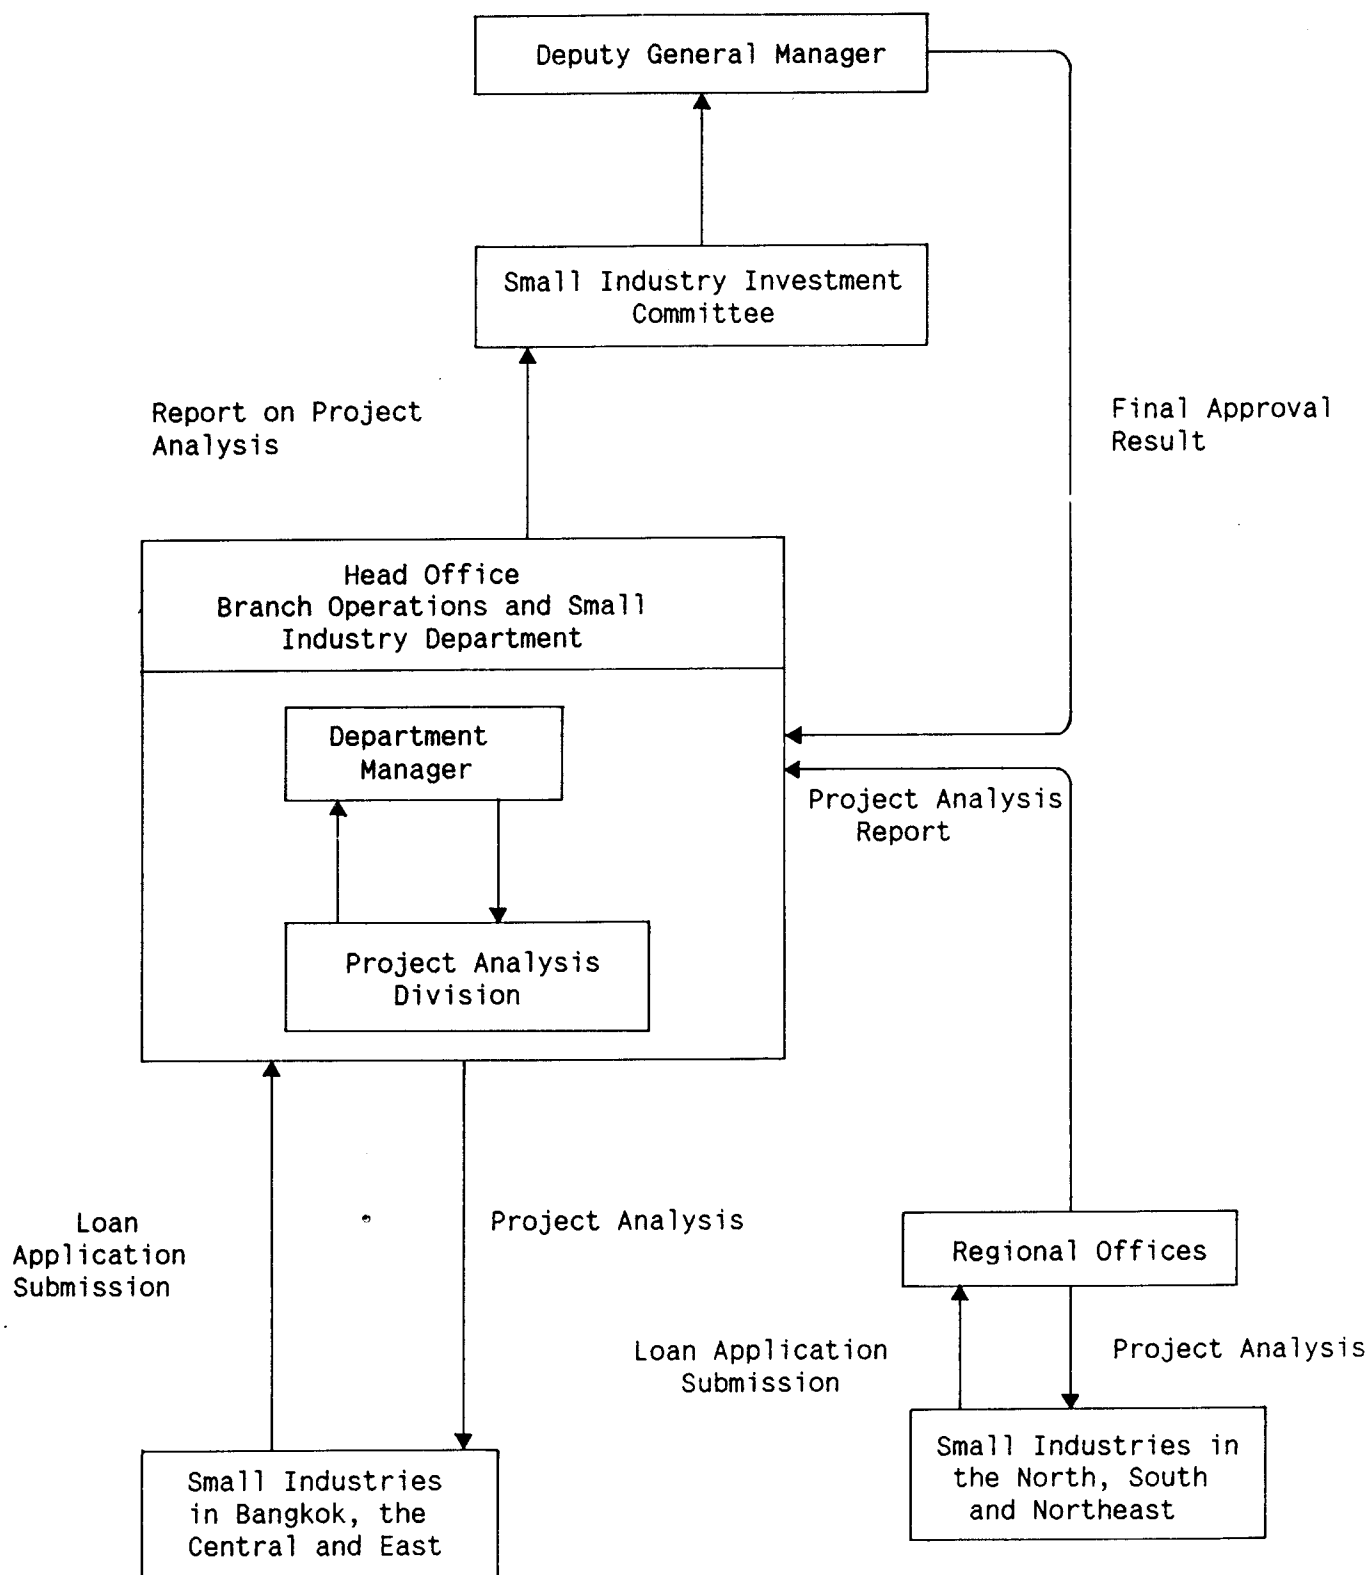 Deputy General Manager
Small Industry Investment
Committee
Report on Project
Analysis
Final Approval
Result
Head Office
Branch Operations and Small
Industry Department
Department
Manager
Project Analysis
Report
Project Analysis
Division
Loan
Application
Submission
Project Analysis
Regional Offices
Loan Application
Submission
Project Analysis
Small Industries
in Bangkok, the
Central and East
Small Industries in
the North, South
and Northeast